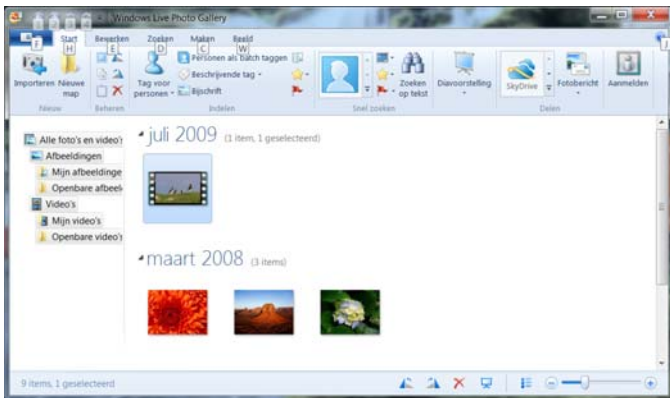 Windows Live Photo Gallery
F
Start Bewerken Zoeken Maken Beeld
H E D C W J
Importeren
Nieuwe map
Tag voor personen
Personen als batch taggen
Beschrijvende tag
Bijschrift
Zoeken op tekst
Diavoorstelling
SkyDrive
Fotobericht
Aanmelden
Nieuw Beheren Indelen Snel zoeken Delen
Alle foto's en video's
Afbeeldingen
Mijn afbeeldinge
Openbare afbeel
Video's
Mijn video's
Openbare video's
juli 2009 (1 item, 1 geselecteerd)
maart 2008 (3 items)
9 items, 1 geselecteerd